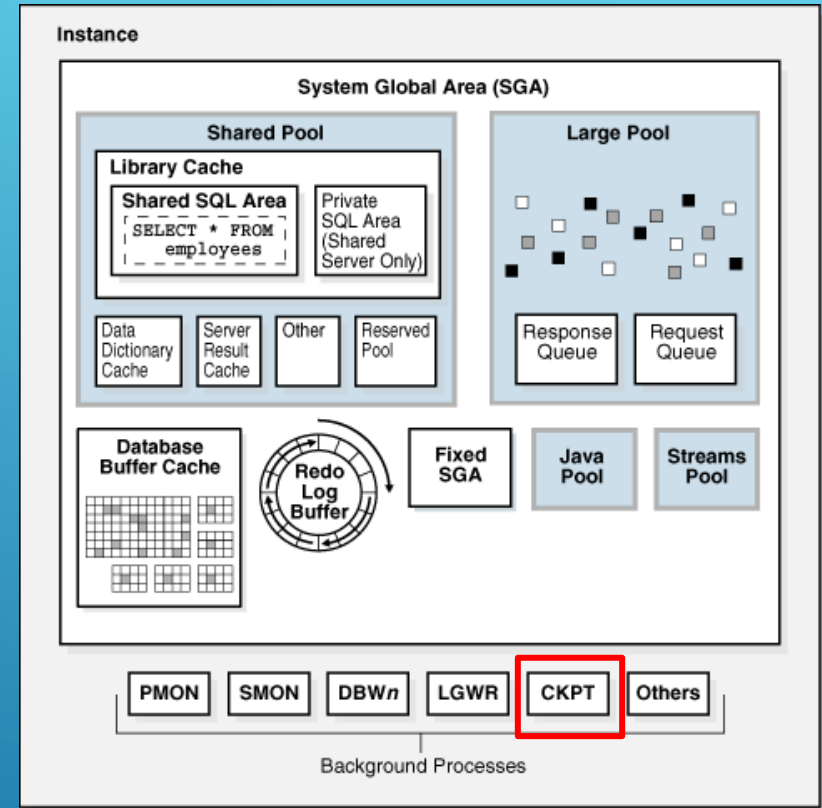 Instance
System Global Area (SGA)
Shared Pool
Library Cache
Shared SQL Area
SELECT * FROM
employees
Private
SQL Area
(Shared
Server Only)
Data
Dictionary
Cache
Server
Result
Cache
Other
Reserved
Pool
Large Pool
Response
Queue
Request
Queue
Database
Buffer Cache
Redo
Log
Buffer
Fixed
SGA
Java
Pool
Streams
Pool
PMON
SMON
DBWn
LGWR
CKPT
Others
Background Processes